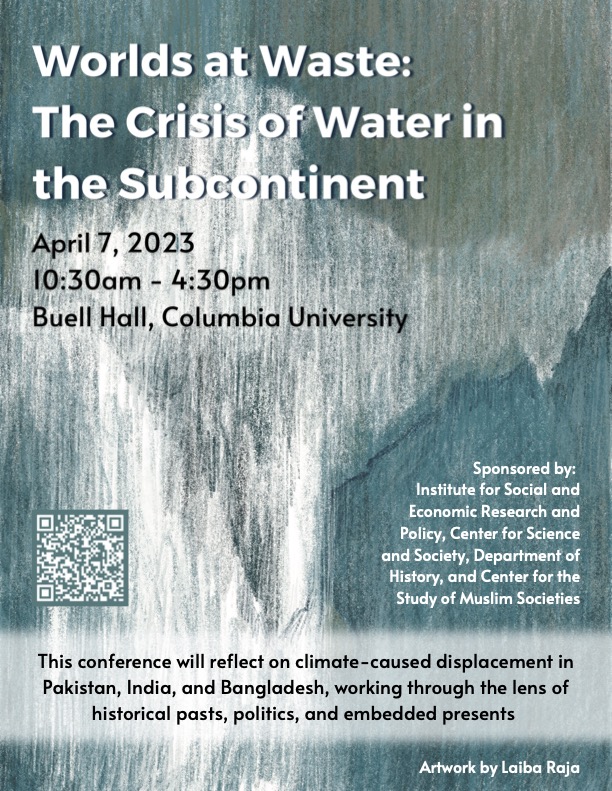 Worlds at Waste:
The Crisis of Water in
the Subcontinent
April 7, 2023
10:30am - 4:30pm
Buell Hall, Columbia University
Sponsored by:
Institute for Social and
Economic Research and
Policy, Center for Science
and Society, Department of
History, and Center for the
Study of Muslim Societies
This conference will reflect on climate-caused displacement in
Pakistan, India, and Bangladesh, working through the lens of
historical pasts, politics, and embedded presents
Artwork by Laiba Raja